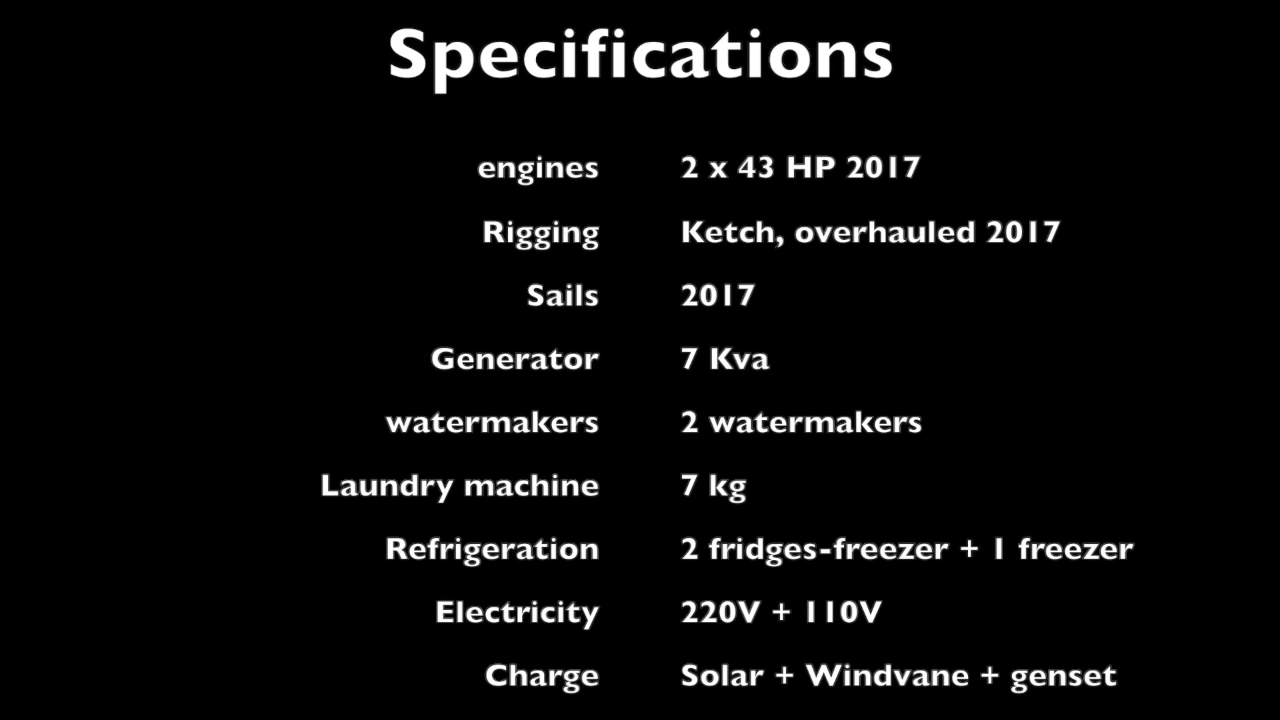 Specifications
engines 2 x 43 HP 2017
Rigging Ketch, overhauled 2017
Sails 2017
Generator 7 Kva
watermakers 2 watermakers
Laundry machine 7 kg
Refrigeration 2 fridges-freezer + 1 freezer
Electricity 220V + 110V
Charge Solar + Windvane + genset